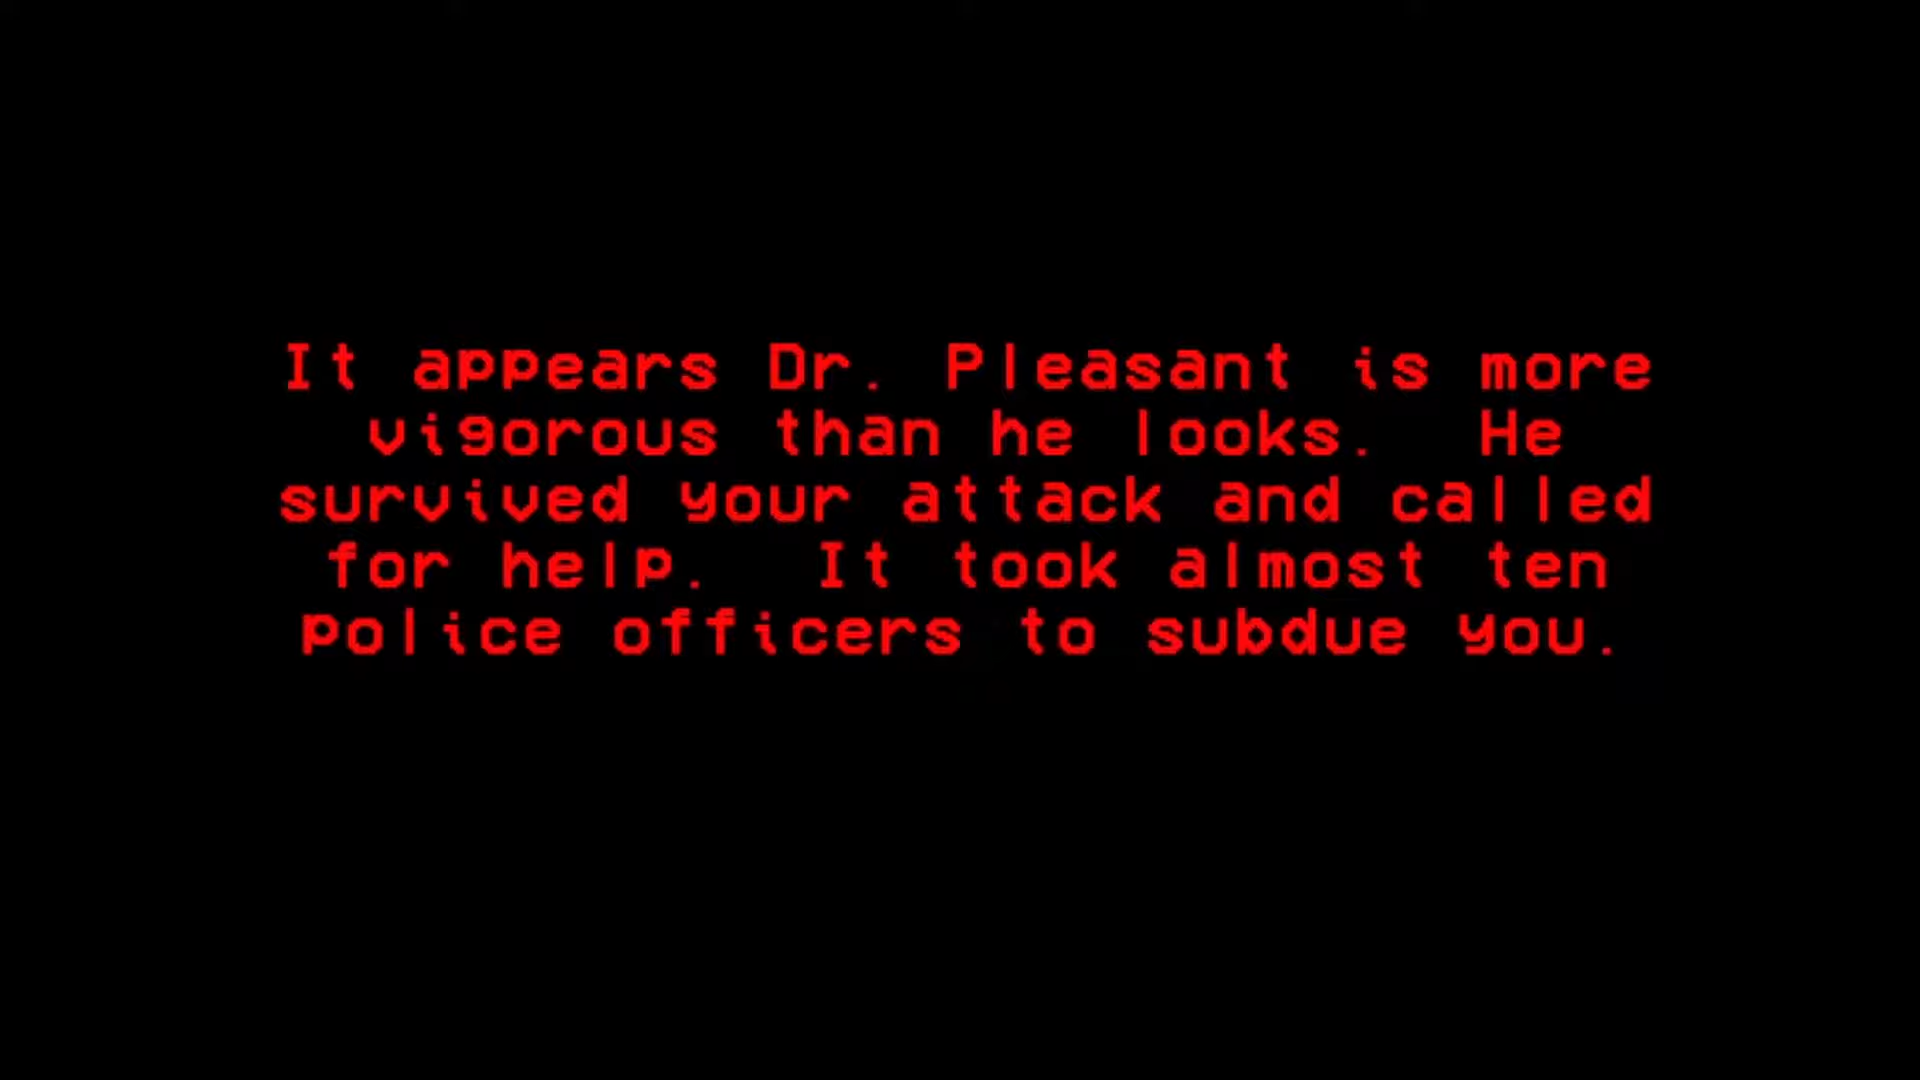 It appears Dr. Pleasant is more
vigorous than he looks.  He
survived your attack and called
for help.  It took almost ten
police officers to subdue you.